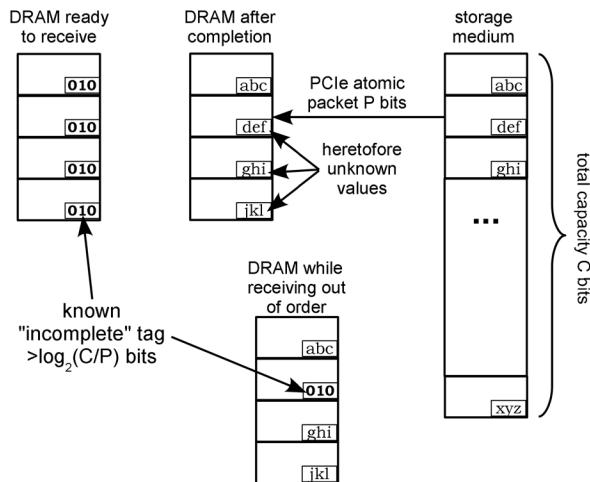 DRAM ready
to receive
010
010
010
010
DRAM after
completion
abc
def
ghi
jkl
PCIe atomic
packet P bits
heretofore
unknown
values
storage
medium
abc
def
ghi
...
xyz
total capacity C bits
known
"incomplete" tag
>log₂(C/P) bits
DRAM while
receiving out
of order
abc
010
ghi
jkl